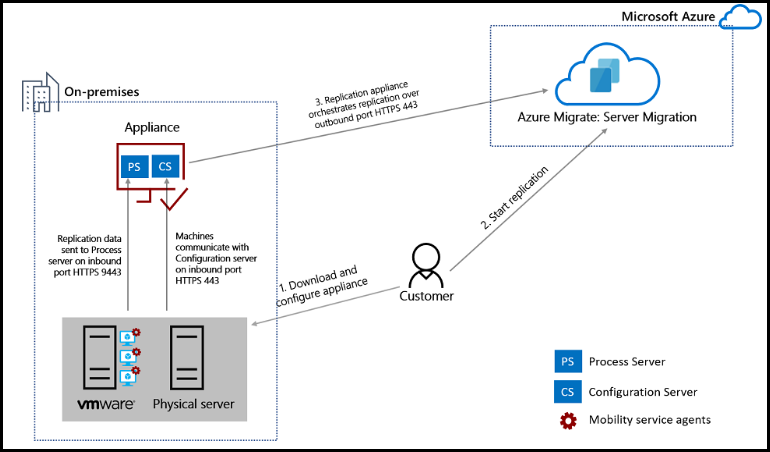 Microsoft Azure
On-premises
Appliance
PS
CS
3. Replication appliance
orchestrates replication over
outbound port HTTPS 443
Azure Migrate: Server Migration
Replication data
sent to Process
server on inbound
port HTTPS 9443
Machines
communicate with
Configuration server
on inbound port
HTTPS 443
2. Start replication
1. Download and
configure appliance
Customer
vmware®
Physical server
PS
Process Server
CS
Configuration Server
Mobility service agents